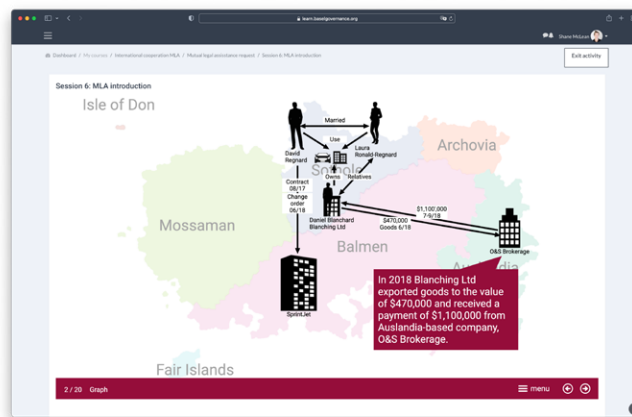 learn.baselgovernance.org
Shane McLean
Dashboard / My courses / International cooperation MLA / Mutual legal assistance request / Session 6: MLA introduction
Exit activity
Session 6: MLA introduction
Isle of Don
Married
Use
David
Regnard
Laura
Ronald-Regnard
Archovia
Owns
Relatives
Contract
08/17
Change
order
06/18
Daniel Blanchard
Blanching Ltd
$1,100,000
7-9/18
$470,000
Goods 6/18
Mossaman
Balmen
O&S Brokerage
SprintJet
In 2018 Blanching Ltd
exported goods to the value
of $470,000 and received a
payment of $1,100,000 from
Auslandia-based company,
O&S Brokerage.
Fair Islands
2 / 20 Graph
menu